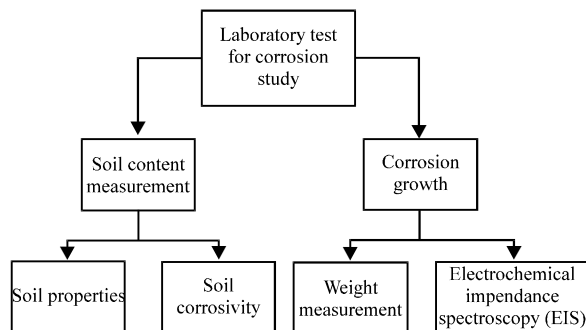 Laboratory test
for corrosion
study
Soil content
measurement
Corrosion
growth
Soil properties
Soil
corrosivity
Weight
measurement
Electrochemical
impendance
spectroscopy (EIS)